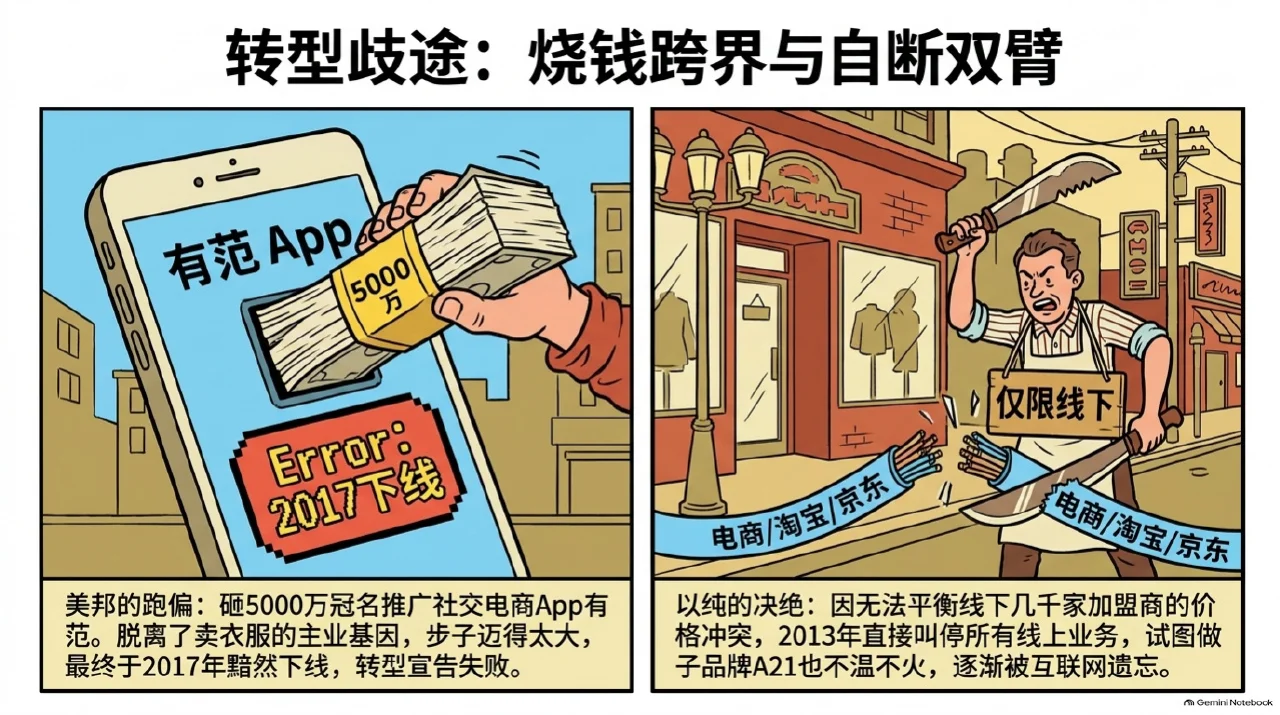 转型歧途：烧钱跨界与自断双臂
有范 App
5000
万
Error:
2017下线
仅限线下
电商/淘宝/京东
电商/淘宝/京东
美邦的跑偏：砸5000万冠名推广社交电商App有
范。脱离了卖衣服的主业基因，步子迈得太大，
最终于2017年黯然下线，转型宣告失败。
以纯的决绝：因无法平衡线下几千家加盟商的价
格冲突，2013年直接叫停所有线上业务，试图做
子品牌A21也不温不火，逐渐被互联网遗忘。
Gemini Notebook